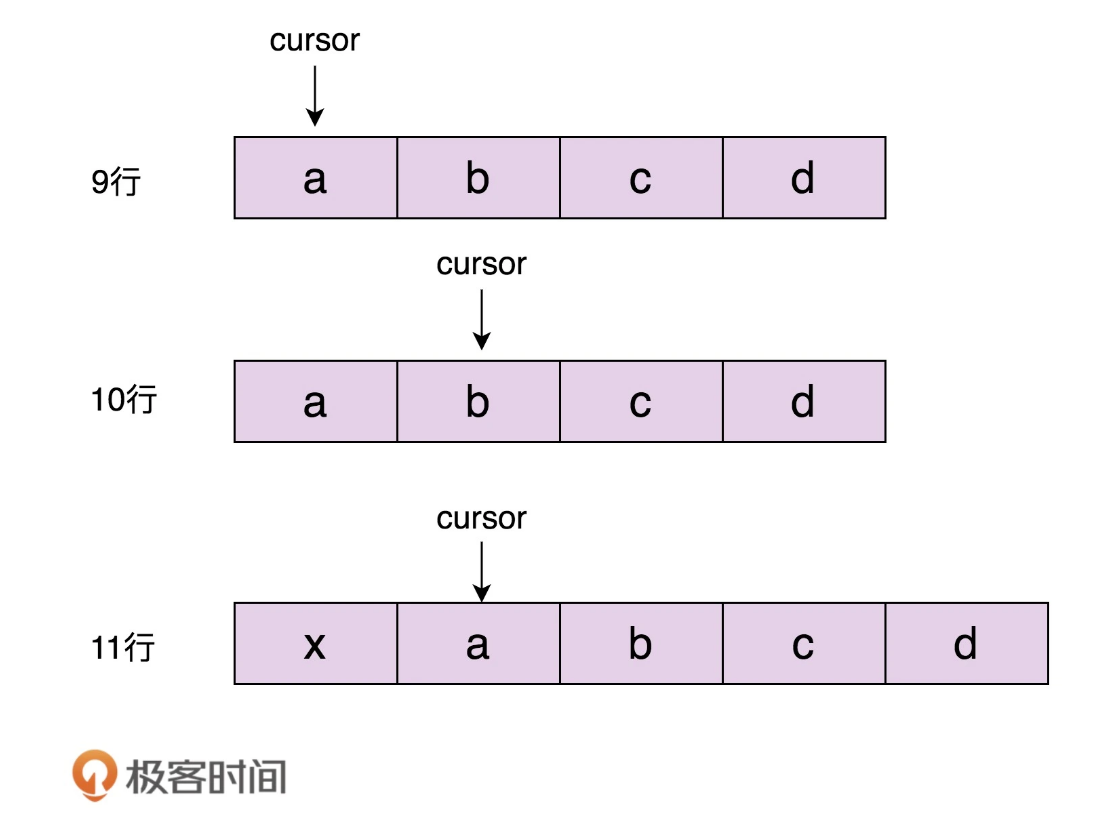 cursor
9行 a b c d
cursor
10行 a b c d
cursor
11行 x a b c d
极客时间